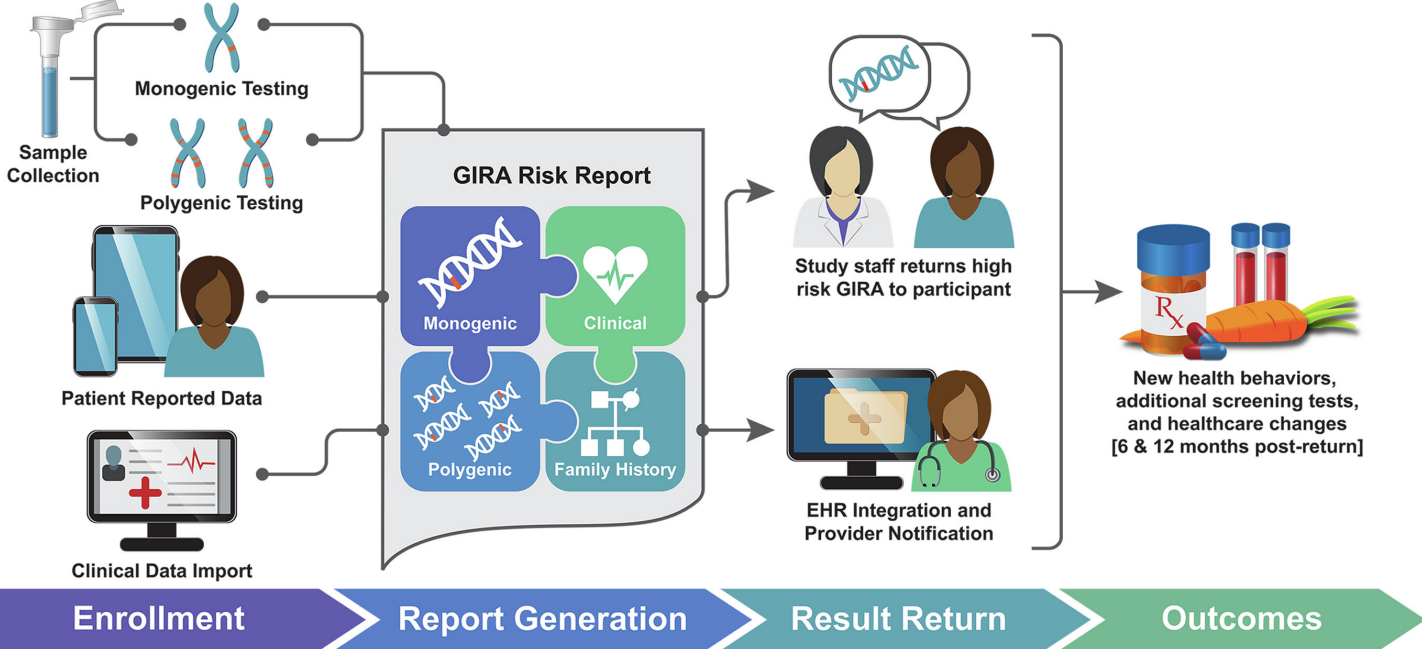 Monogenic Testing
Sample
Collection
Polygenic Testing
Patient Reported Data
Clinical Data Import
GIRA Risk Report
Monogenic
Clinical
Polygenic
Family History
Study staff returns high
risk GIRA to participant
EHR Integration and
Provider Notification
Rx
New health behaviors,
additional screening tests,
and healthcare changes
[6 & 12 months post-return]
Enrollment
Report Generation
Result Return
Outcomes